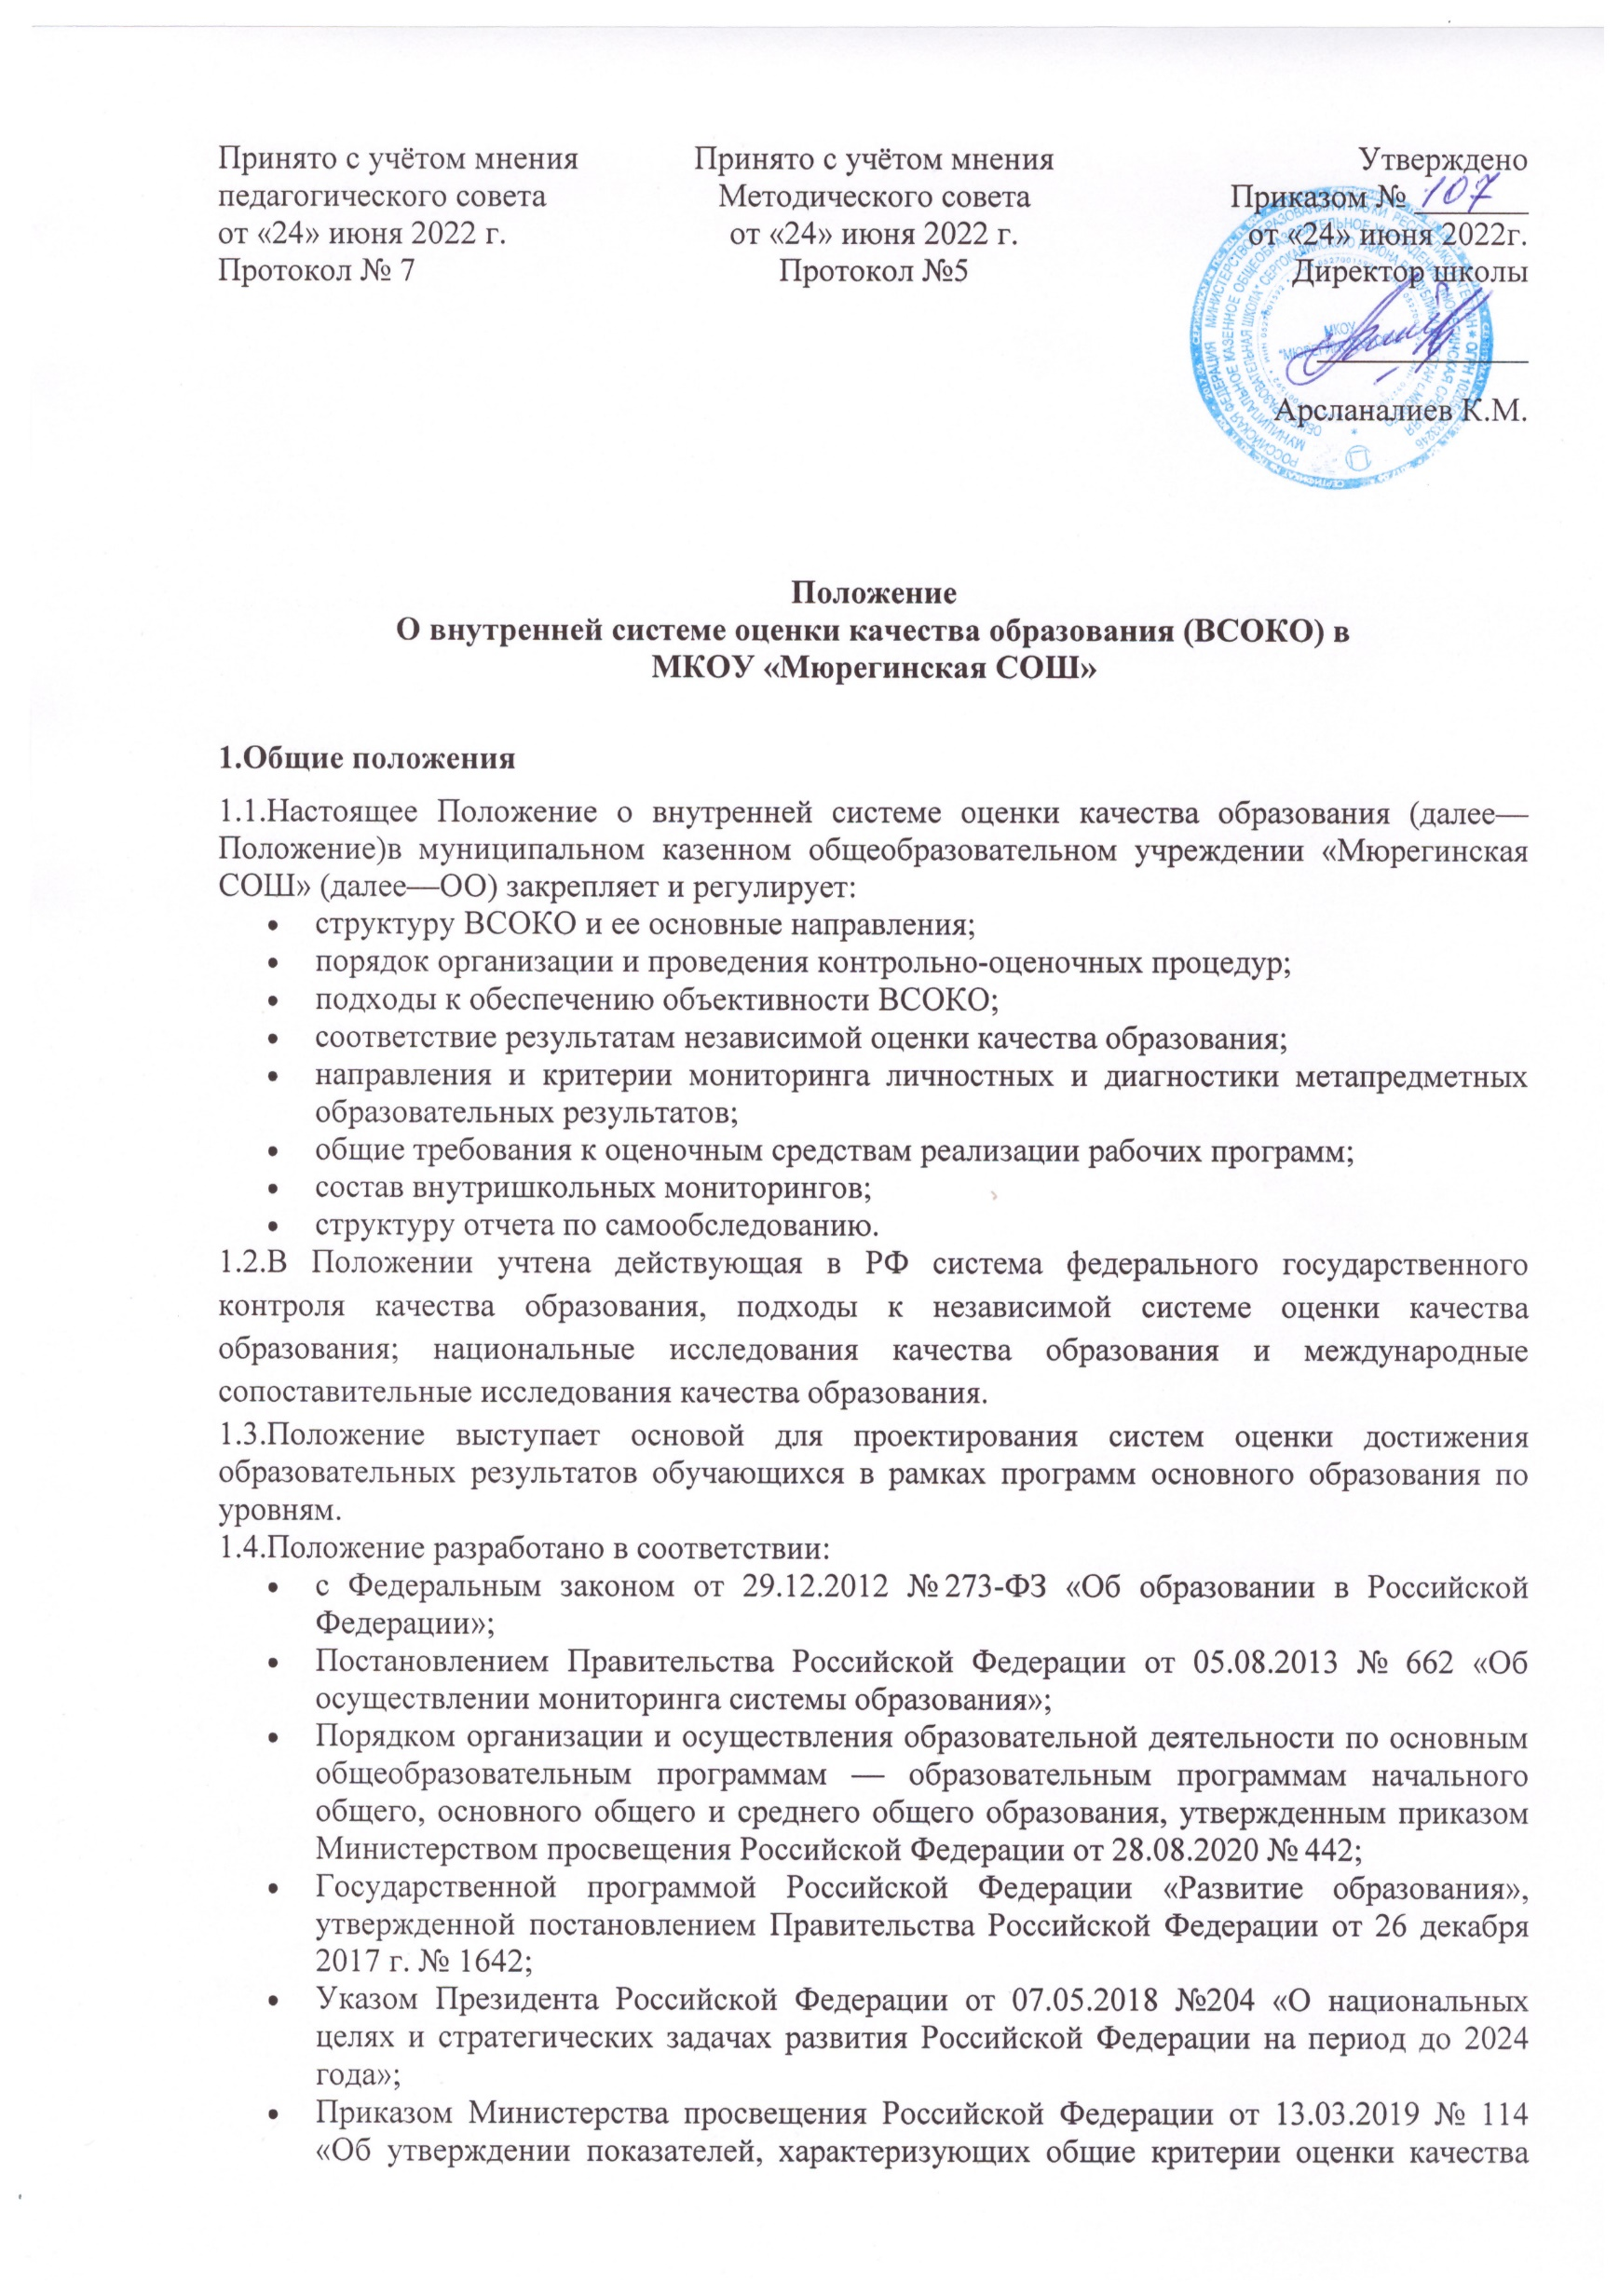 Принято с учётом мнения
педагогического совета
от «24» июня 2022 г.
Протокол № 7
Принято с учётом мнения
Методического совета
от «24» июня 2022 г.
Протокол №5
Утверждено
Приказом № 107
от «24» июня 2022г.
Директор школы
Арсланалиев К.М.
Положение
О внутренней системе оценки качества образования (ВСОКО) в
МКОУ «Мюрегинская СОШ»
1.Общие положения
1.1.Настоящее Положение о внутренней системе оценки качества образования (далее—
Положение)в муниципальном казенном общеобразовательном учреждении «Мюрегинская
СОШ» (далее—ОО) закрепляет и регулирует:
• структуру ВСОКО и ее основные направления;
• порядок организации и проведения контрольно-оценочных процедур;
• подходы к обеспечению объективности ВСОКО;
• соответствие результатам независимой оценки качества образования;
• направления и критерии мониторинга личностных и диагностики метапредметных
образовательных результатов;
• общие требования к оценочным средствам реализации рабочих программ;
• состав внутришкольных мониторингов;
• структуру отчета по самообследованию.
1.2.В Положении учтена действующая в РФ система федерального государственного
контроля качества образования, подходы к независимой системе оценки качества
образования; национальные исследования качества образования и международные
сопоставительные исследования качества образования.
1.3.Положение выступает основой для проектирования систем оценки достижения
образовательных результатов обучающихся в рамках программ основного образования по
уровням.
1.4.Положение разработано в соответствии:
• с Федеральным законом от 29.12.2012 № 273-ФЗ «Об образовании в Российской
Федерации»;
• Постановлением Правительства Российской Федерации от 05.08.2013 № 662 «Об
осуществлении мониторинга системы образования»;
• Порядком организации и осуществления образовательной деятельности по основным
общеобразовательным программам — образовательным программам начального
общего, основного общего и среднего общего образования, утвержденным приказом
Министерством просвещения Российской Федерации от 28.08.2020 № 442;
• Государственной программой Российской Федерации «Развитие образования»,
утвержденной постановлением Правительства Российской Федерации от 26 декабря
2017 г. № 1642;
• Указом Президента Российской Федерации от 07.05.2018 №204 «О национальных
целях и стратегических задачах развития Российской Федерации на период до 2024
года»;
• Приказом Министерства просвещения Российской Федерации от 13.03.2019 № 114
«Об утверждении показателей, характеризующих общие критерии оценки качества